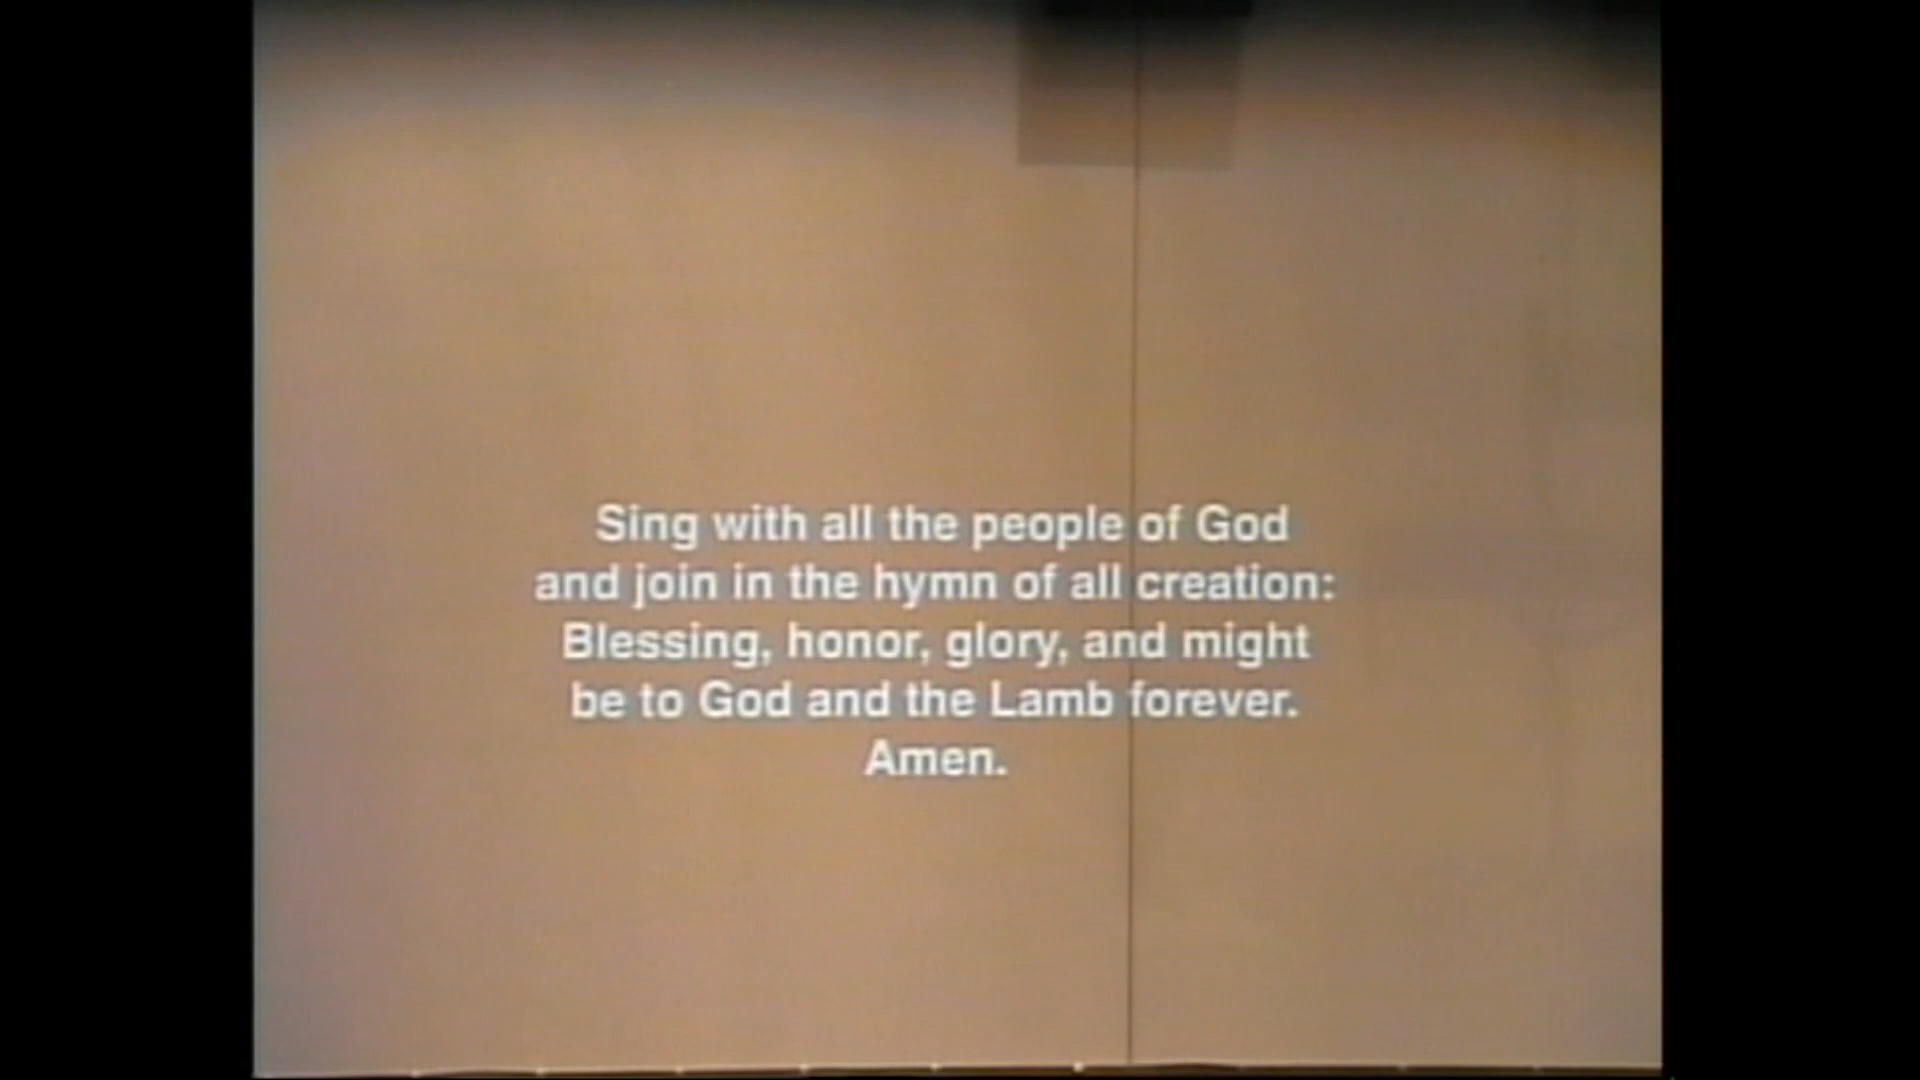 Sing with all the people of God
and join in the hymn of all creation:
Blessing, honor, glory, and might
be to God and the Lamb forever.
Amen.